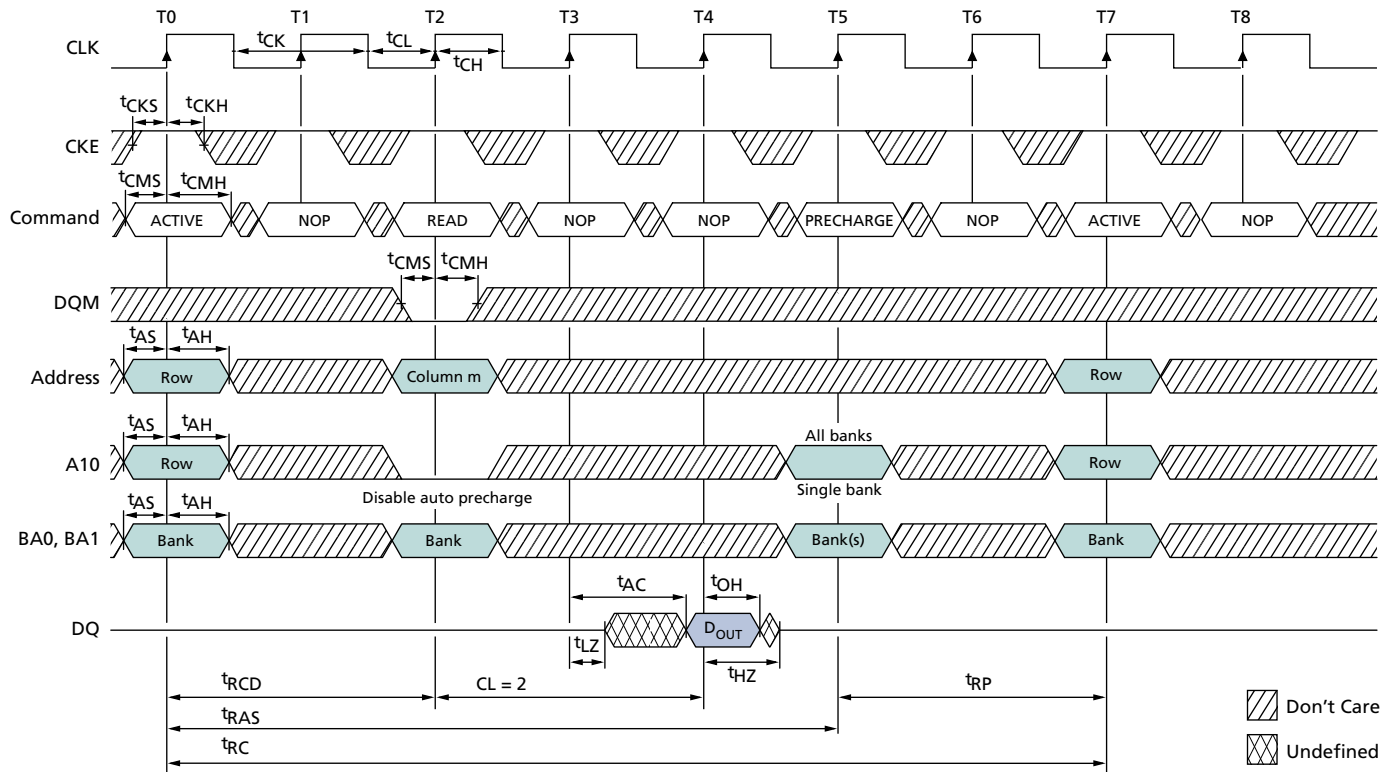 T0 T1 T2 T3 T4 T5 T6 T7 T8
CLK
tCK tCL
tCH
tCKS tCKH
CKE
tCMS tCMH
Command ACTIVE NOP READ NOP NOP PRECHARGE NOP ACTIVE NOP
tCMS tCMH
DQM
tAS tAH
Address Row Column m Row
tAS tAH
All banks
A10 Row Row
Disable auto precharge Single bank
tAS tAH
BA0, BA1 Bank Bank Bank(s) Bank
tAC tOH
DQ DOUT
tLZ
tHZ
tRCD CL = 2 tRP
tRAS
Don't Care
tRC
Undefined